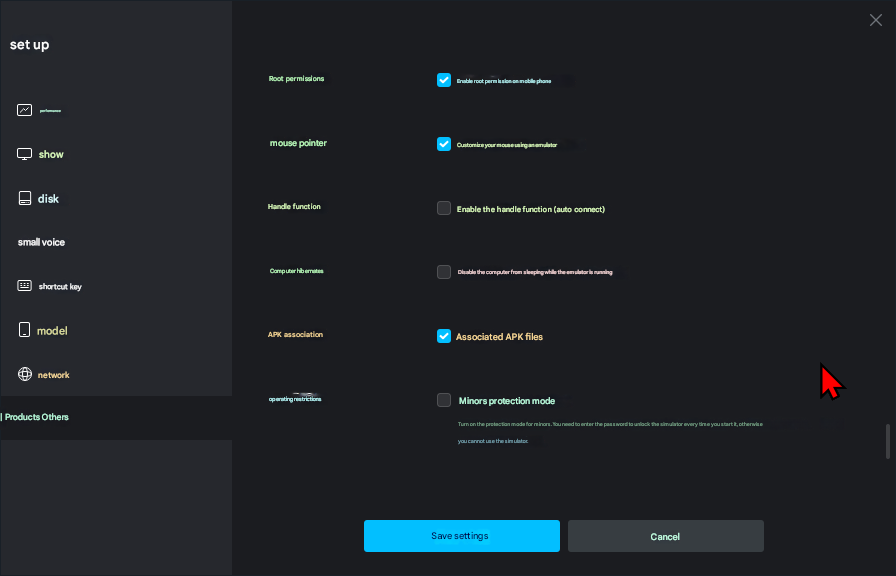 set up
performance
show
disk
small voice
shortcut key
model
network
| Products Others
Root permissions
Enable root permission on mobile phone
mouse pointer
Customize your mouse using an emulator
Handle function
Enable the handle function (auto connect)
Computer hibernates
Disable the computer from sleeping while the emulator is running
APK association
Associated APK files
operating restrictions
Minors protection mode
Turn on the protection mode for minors. You need to enter the password to unlock the simulator every time you start it, otherwise
you cannot use the simulator.
Save settings
Cancel